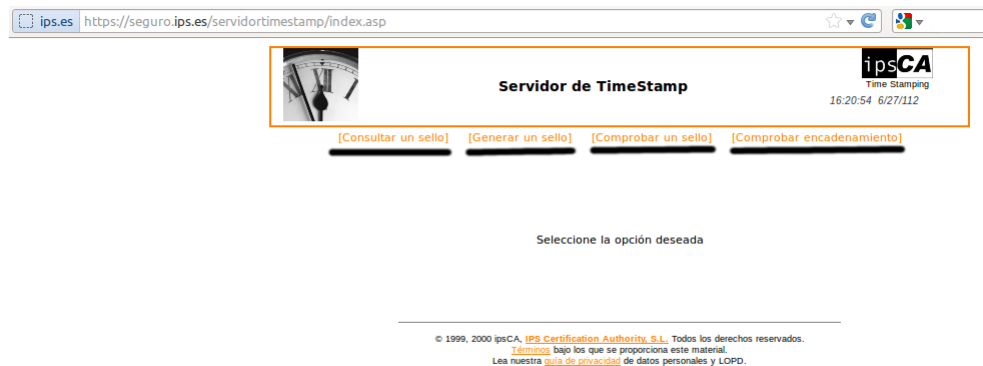 ips.es https://seguro.ips.es/servidortimestamp/index.asp
Servidor de TimeStamp
ipsCA
Time Stamping
16:20:54 6/27/112
[Consultar un sello] [Generar un sello] [Comprobar un sello] [Comprobar encadenamiento]
Seleccione la opción deseada
© 1999, 2000 ipsCA, IPS Certification Authority, S.L. Todos los derechos reservados.
Términos bajo los que se proporciona este material.
Lea nuestra guía de privacidad de datos personales y LOPD.